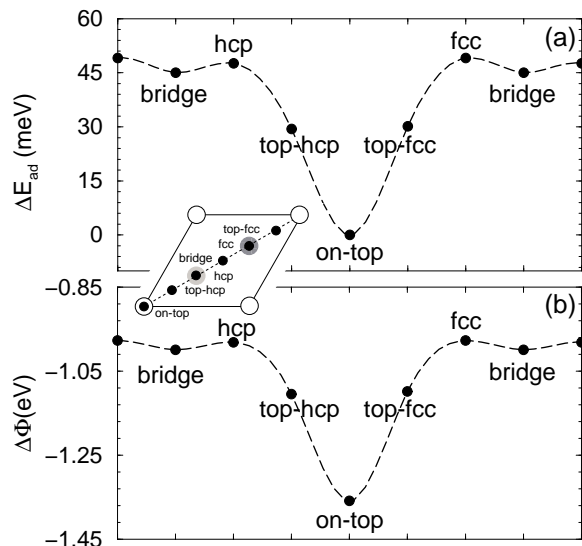 60
45
30
15
0
ΔE_ad (meV)
(a)
hcp
fcc
bridge
bridge
top-hcp
top-fcc
on-top
top-fcc
fcc
bridge
hcp
top-hcp
on-top
−0.85
−1.05
−1.25
−1.45
ΔΦ(eV)
(b)
hcp
fcc
bridge
bridge
top-hcp
top-fcc
on-top